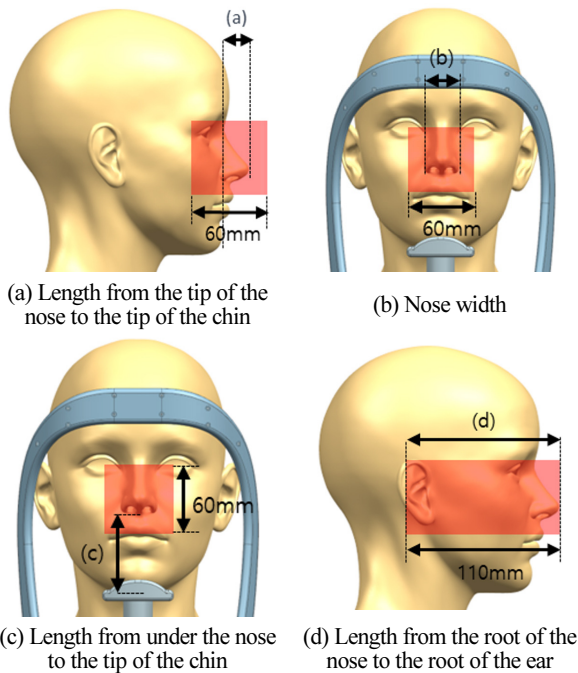 (a)
60mm
(a) Length from the tip of the
nose to the tip of the chin
(b)
60mm
(b) Nose width
60mm
(c)
(c) Length from under the nose
to the tip of the chin
(d)
110mm
(d) Length from the root of the
nose to the root of the ear